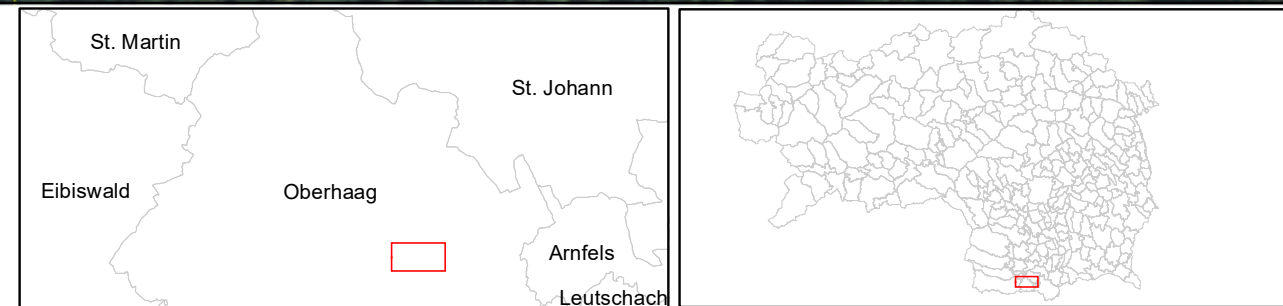 St. Martin
St. Johann
Eibiswald
Oberhaag
Arnfels
Leutschach